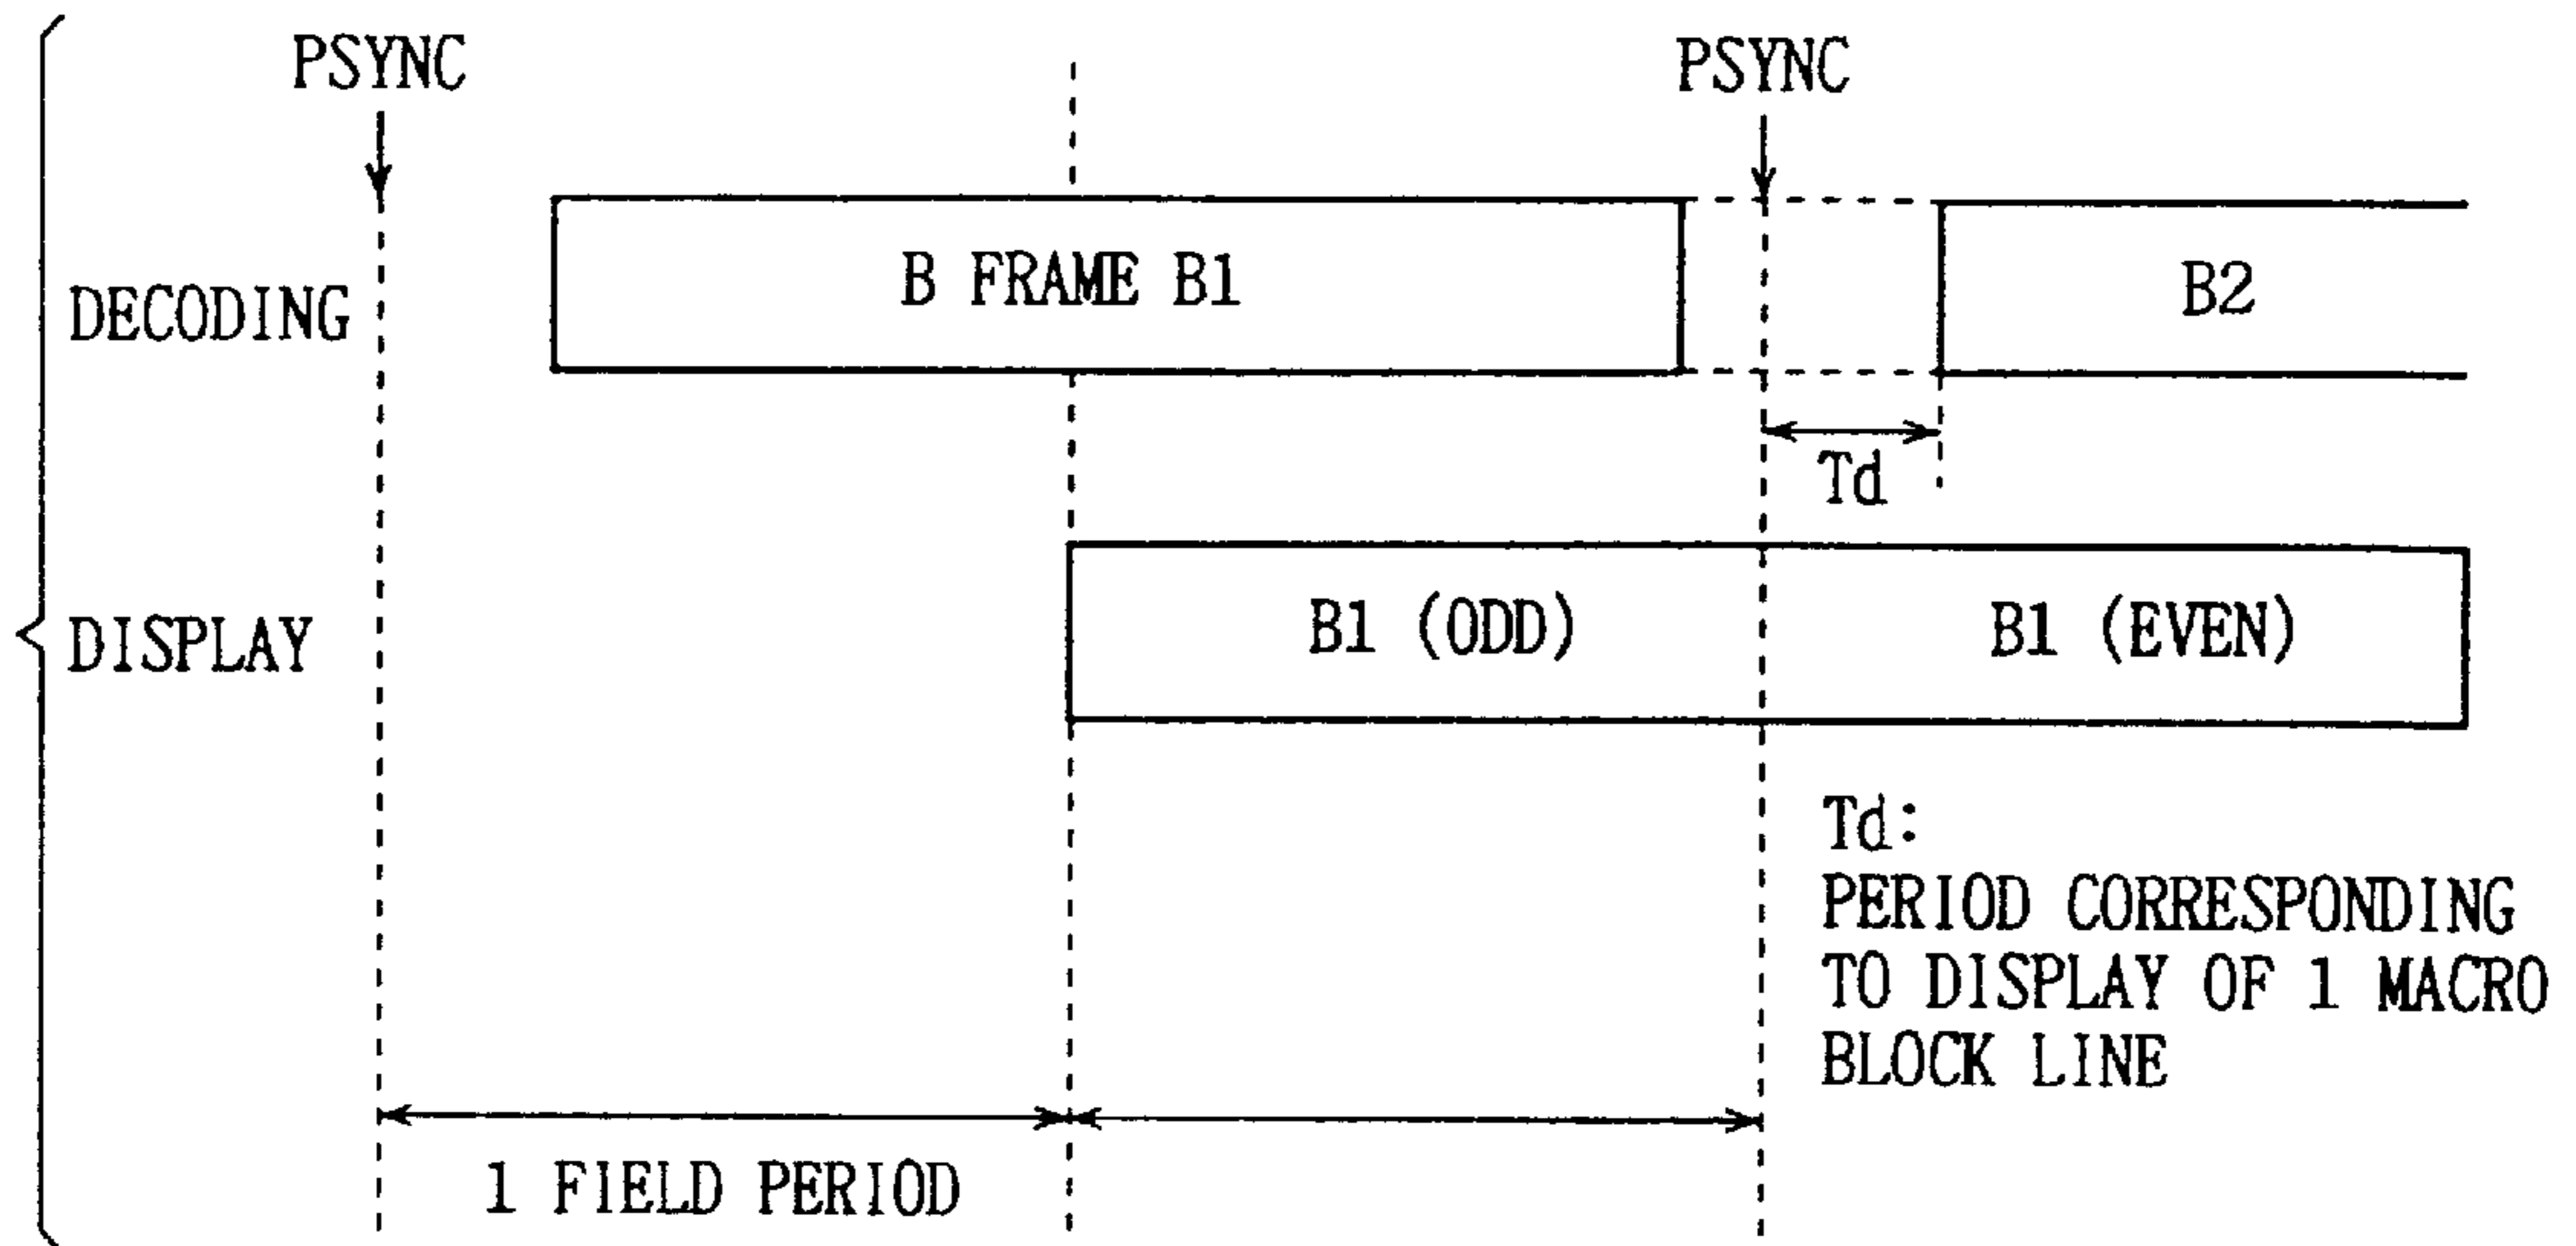 PSYNC
PSYNC
DECODING
B FRAME B1
B2
Td
DISPLAY
B1 (ODD)
B1 (EVEN)
Td:
PERIOD CORRESPONDING
TO DISPLAY OF 1 MACRO
BLOCK LINE
1 FIELD PERIOD